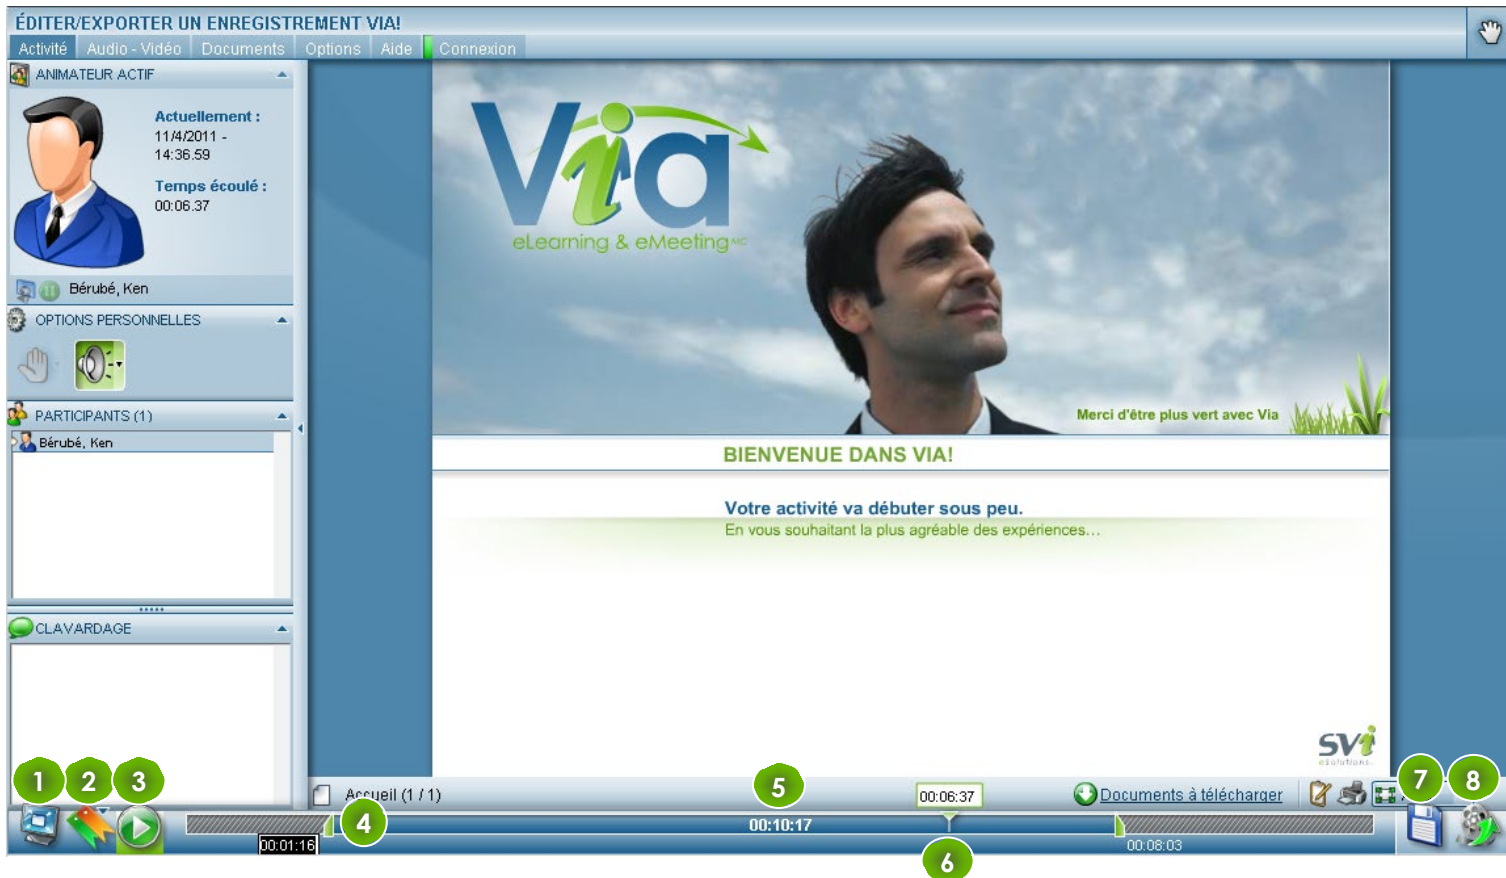 ÉDITER/EXPORTER UN ENREGISTREMENT VIA!
Activité Audio - Vidéo Documents Options Aide Connexion
ANIMATEUR ACTIF
Actuellement :
11/4/2011 -
14:36.59
Temps écoulé :
00:06.37
Bérubé, Ken
OPTIONS PERSONNELLES
PARTICIPANTS (1)
Bérubé, Ken
CLAVARDAGE
Via
eLearning & eMeeting MC
Merci d'être plus vert avec Via
BIENVENUE DANS VIA!
Votre activité va débuter sous peu.
En vous souhaitant la plus agréable des expériences...
SVi
eSolutions
1 2 3 5 7 8
Accueil (1 / 1) 00:06:37 Documents à télécharger
4
00:10:17
00:01:16 00:08:03
6